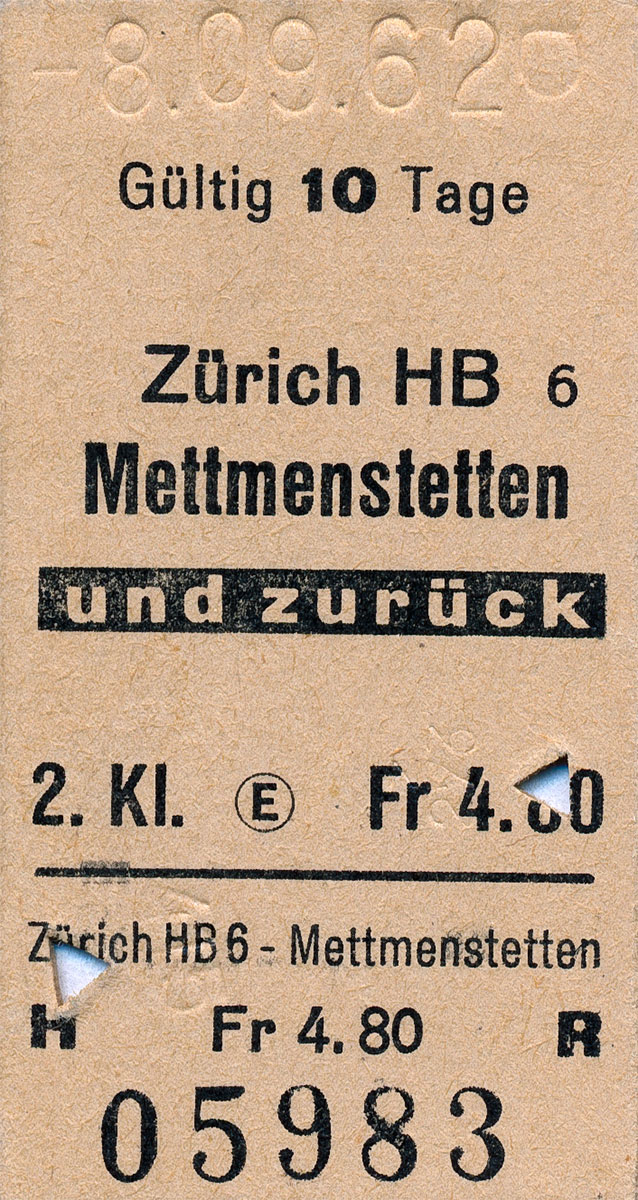 -8.09.62
Gültig 10 Tage
Zürich HB 6
Mettmenstetten
und zurück
2. Kl. E Fr 4.80
Zürich HB 6 - Mettmenstetten
H Fr 4.80 R
05983